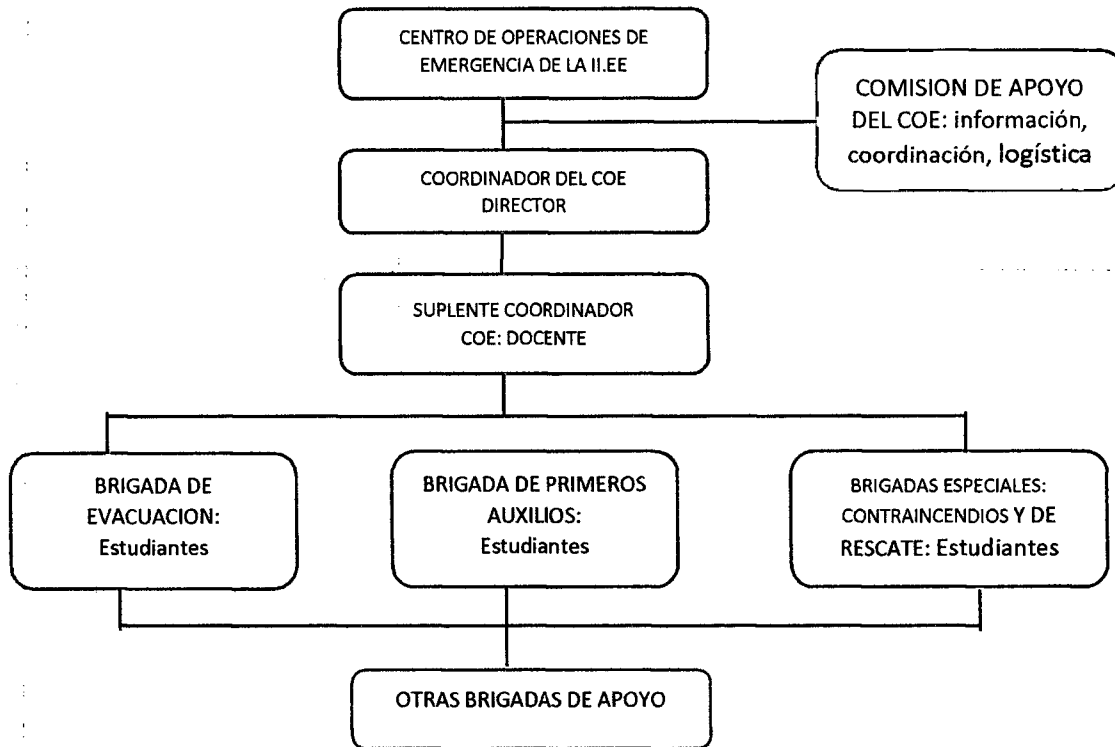 CENTRO DE OPERACIONES DE
EMERGENCIA DE LA II.EE
COMISION DE APOYO
DEL COE: información,
coordinación, logística
COORDINADOR DEL COE
DIRECTOR
SUPLENTE COORDINADOR
COE: DOCENTE
BRIGADA DE
EVACUACION:
Estudiantes
BRIGADA DE PRIMEROS
AUXILIOS:
Estudiantes
BRIGADAS ESPECIALES:
CONTRAINCENDIOS Y DE
RESCATE: Estudiantes
OTRAS BRIGADAS DE APOYO